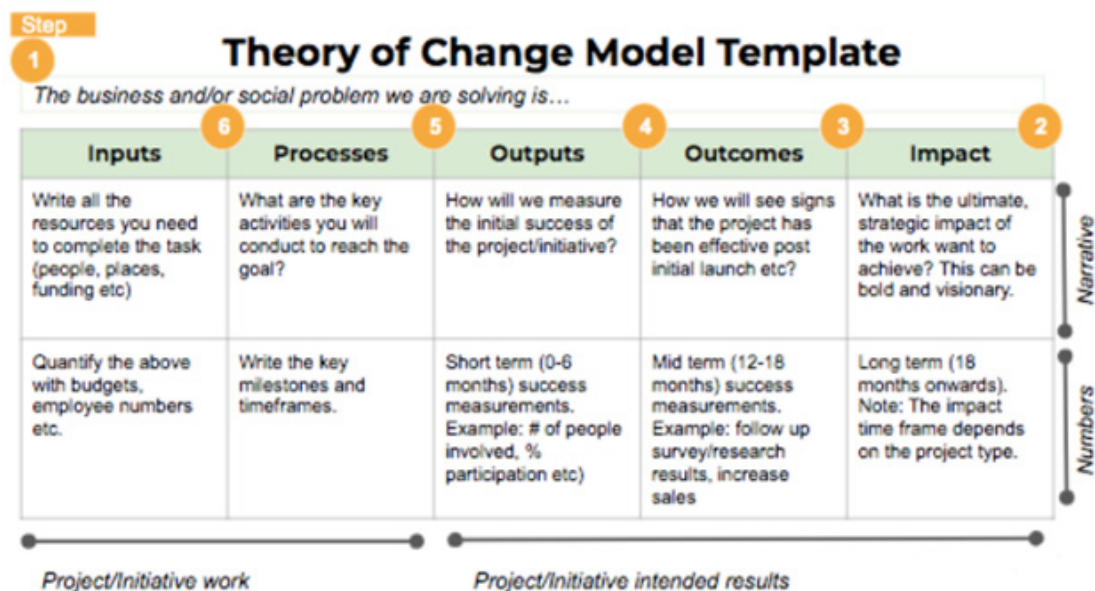 Step
1
Theory of Change Model Template
The business and/or social problem we are solving is...
6
5
4
3
2
Inputs
Processes
Outputs
Outcomes
Impact
Write all the
resources you need
to complete the task
(people, places,
funding etc)
What are the key
activities you will
conduct to reach the
goal?
How will we measure
the initial success of
the project/initiative?
How we will see signs
that the project has
been effective post
initial launch etc?
What is the ultimate,
strategic impact of
the work want to
achieve? This can be
bold and visionary.
Narrative
Quantify the above
with budgets,
employee numbers
etc.
Write the key
milestones and
timeframes.
Short term (0-6
months) success
measurements.
Example: # of people
involved, %
participation etc)
Mid term (12-18
months) success
measurements.
Example: follow up
survey/research
results, increase
sales
Long term (18
months onwards).
Note: The impact
time frame depends
on the project type.
Numbers
Project/Initiative work
Project/Initiative intended results